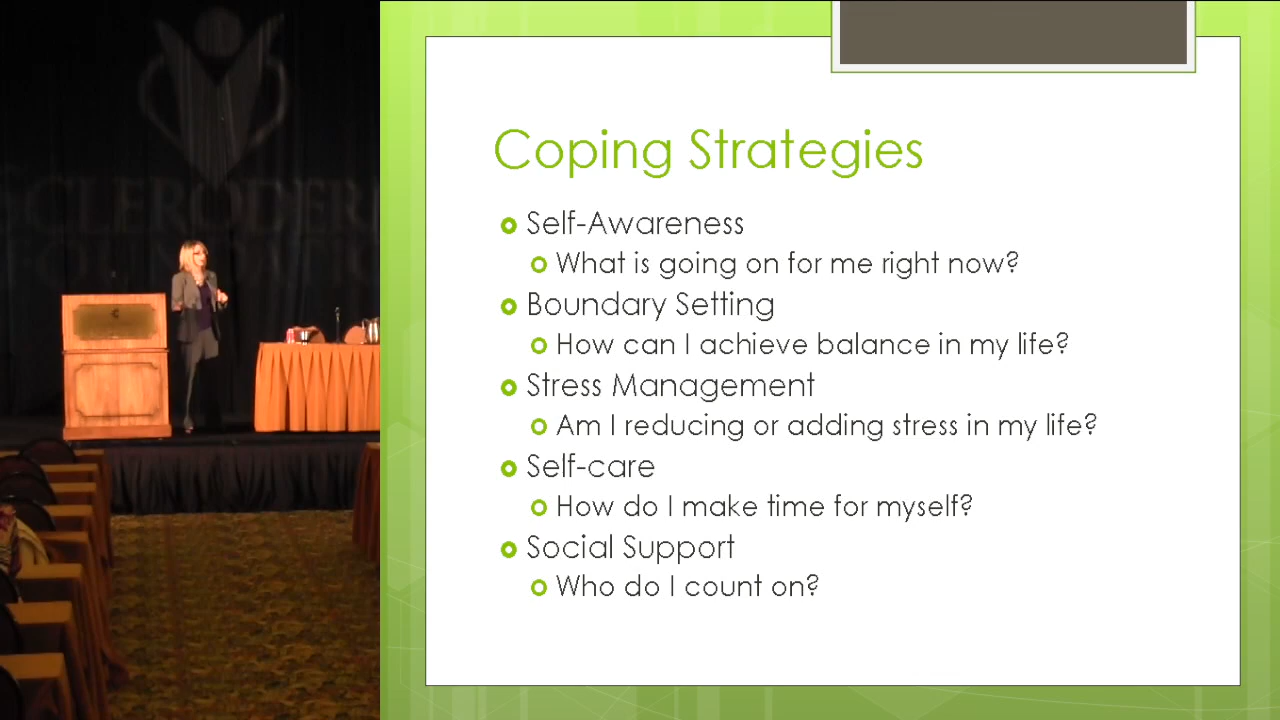 SCLERODER
FOUND
Coping Strategies
Self-Awareness
What is going on for me right now?
Boundary Setting
How can I achieve balance in my life?
Stress Management
Am I reducing or adding stress in my life?
Self-care
How do I make time for myself?
Social Support
Who do I count on?